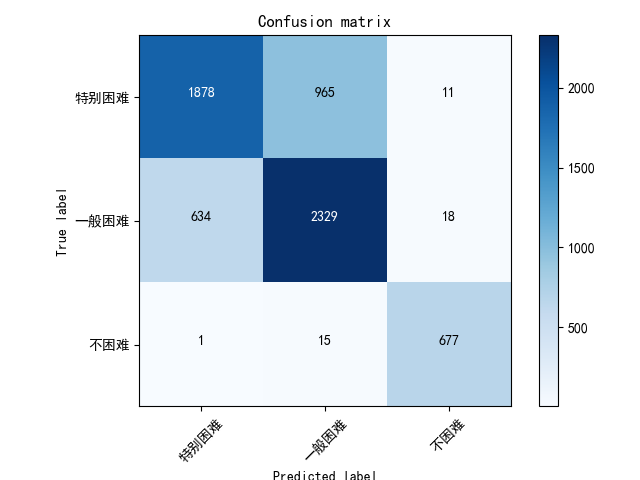 Confusion matrix
特别困难 1878 965 11
一般困难 634 2329 18
不困难 1 15 677
特别困难 一般困难 不困难
True label
Predicted label
2000
1500
1000
500